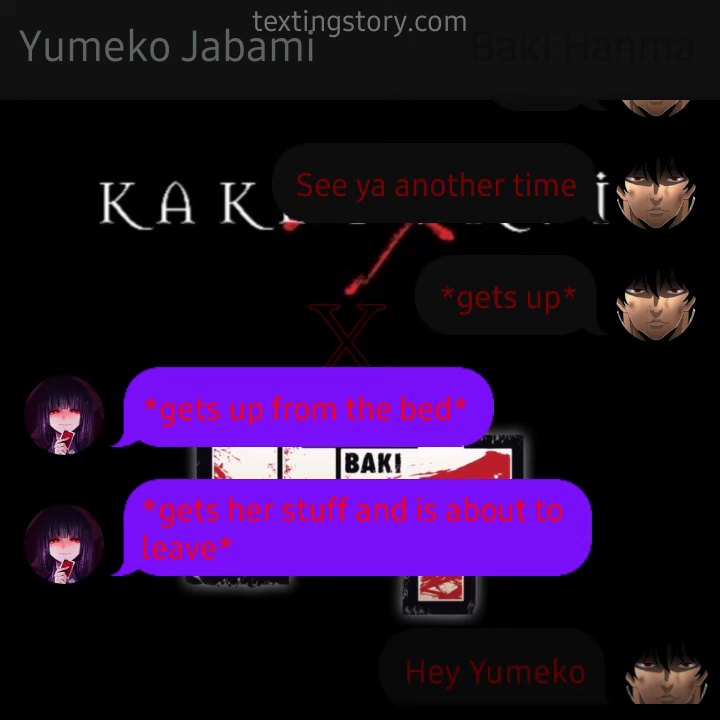 textingstory.com
Yumeko Jabami
Baki Hanma
See ya another time
KAK
i
*gets up*
X
*gets up from the bed*
BAKI
*gets her stuff and is about to
leave*
Hey Yumeko